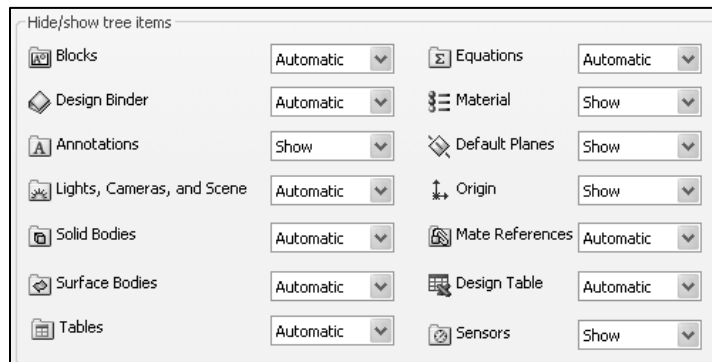 Hide/show tree items
Blocks Automatic Equations Automatic
Design Binder Automatic Material Show
Annotations Show Default Planes Show
Lights, Cameras, and Scene Automatic Origin Show
Solid Bodies Automatic Mate References Automatic
Surface Bodies Automatic Design Table Automatic
Tables Automatic Sensors Show